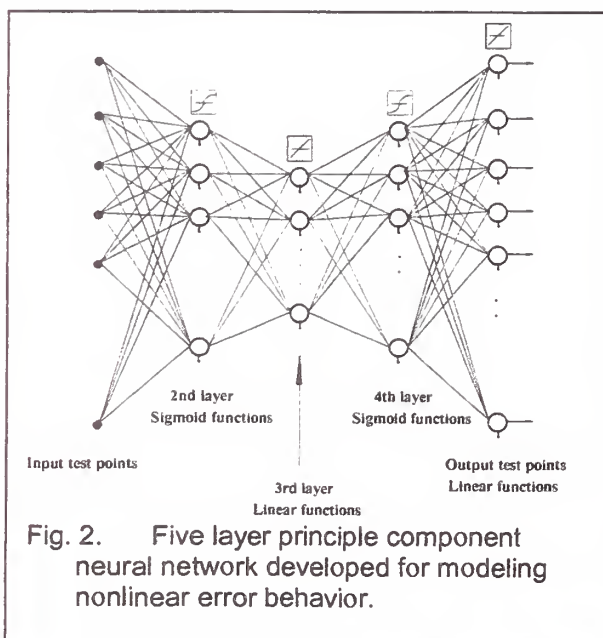 2nd layer
Sigmoid functions
4th layer
Sigmoid functions
Input test points
3rd layer
Linear functions
Output test points
Linear functions
Fig. 2. Five layer principle component
neural network developed for modeling
nonlinear error behavior.